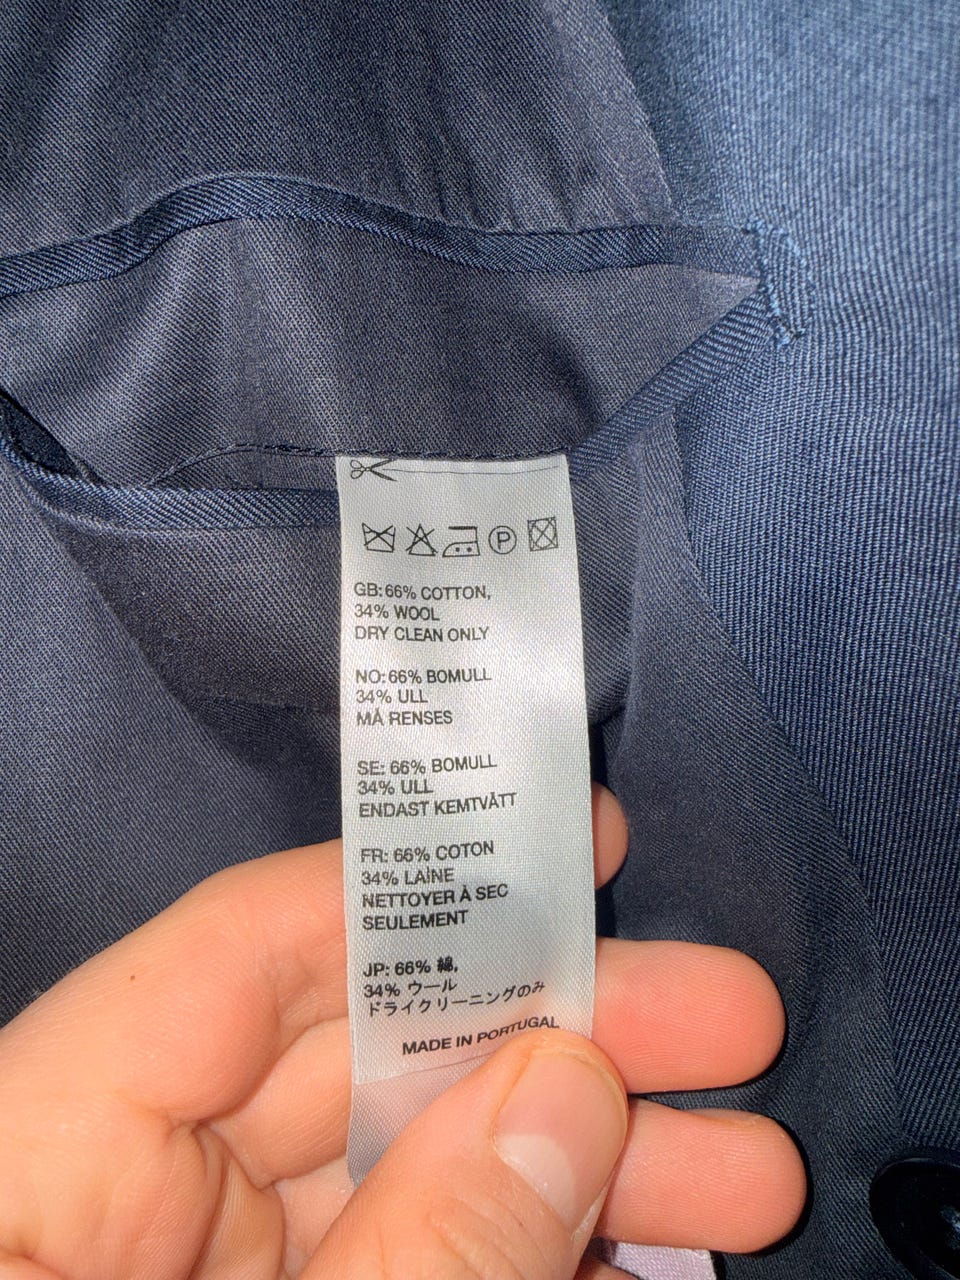 P
GB: 66% COTTON,
34% WOOL
DRY CLEAN ONLY
NO: 66% BOMULL
34% ULL
MÅ RENSES
SE: 66% BOMULL
34% ULL
ENDAST KEMTVÄTT
FR: 66% COTON
34% LAINE
NETTOYER À SEC
SEULEMENT
JP: 66% 綿,
34% ウール
ドライクリーニングのみ
MADE IN PORTUGAL